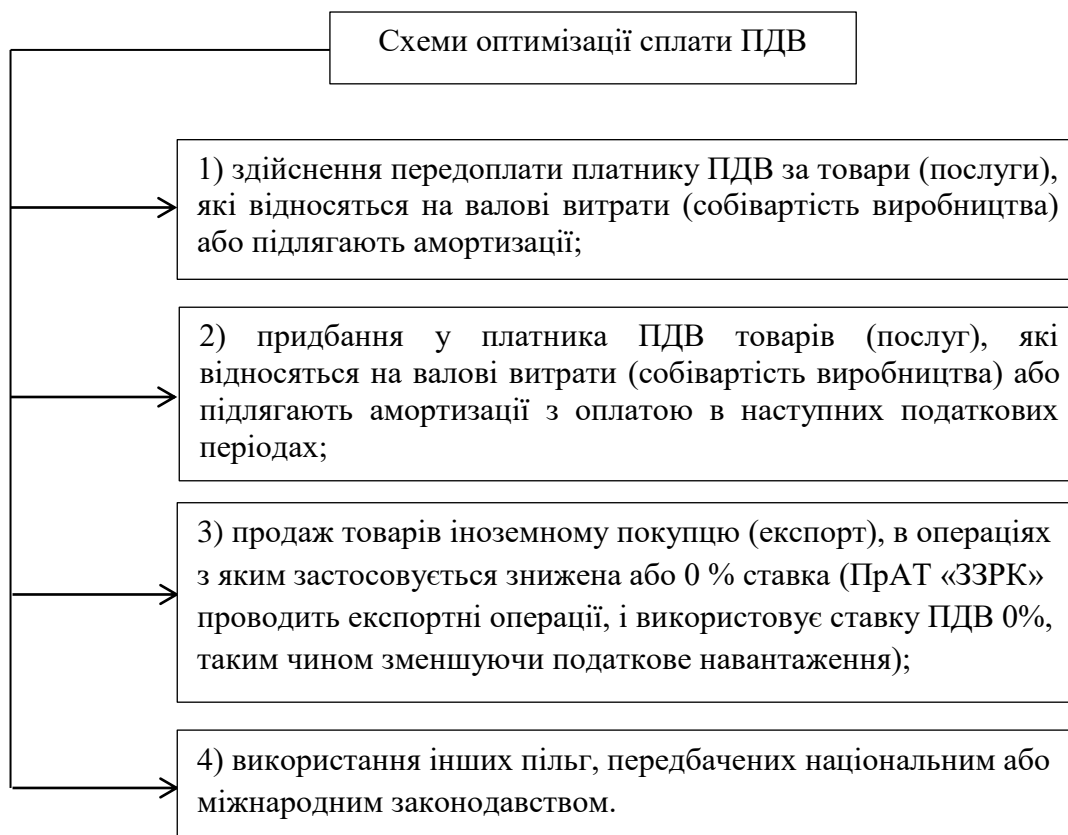 Схеми оптимізації сплати ПДВ
1) здійснення передоплати платнику ПДВ за товари (послуги),
які відносяться на валові витрати (собівартість виробництва)
або підлягають амортизації;
2) придбання у платника ПДВ товарів (послуг), які
відносяться на валові витрати (собівартість виробництва) або
підлягають амортизації з оплатою в наступних податкових
періодах;
3) продаж товарів іноземному покупцю (експорт), в операціях
з яким застосовується знижена або 0 % ставка (ПрАТ «ЗЗРК»
проводить експортні операції, і використовує ставку ПДВ 0%,
таким чином зменшуючи податкове навантаження);
4) використання інших пільг, передбачених національним або
міжнародним законодавством.